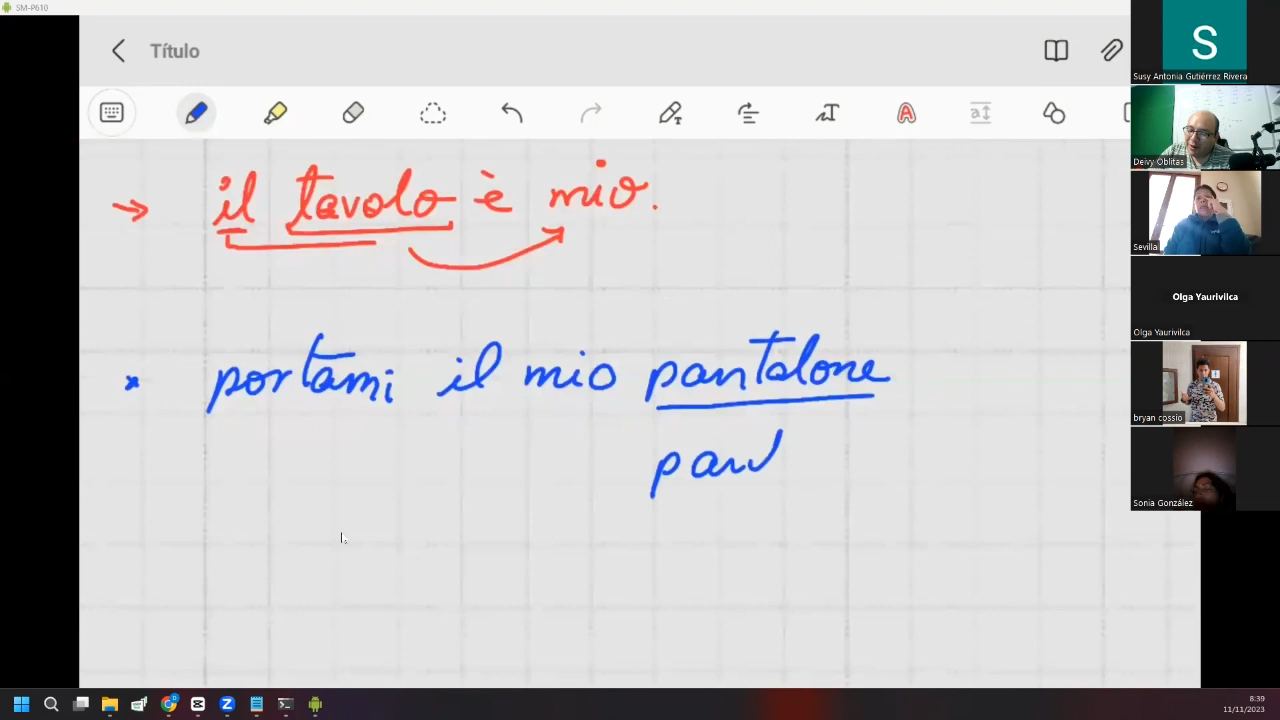 SM-P610
Título
→ il tavolo è mio.
× portami il mio pantalone
pan
Susy Antonia Gutiérrez Rivera
S
Deivy Oblitas
Sevilla
Olga Yaurivilca
Olga Yaurivilca
bryan cossio
Sonia González
8:39
11/11/2023